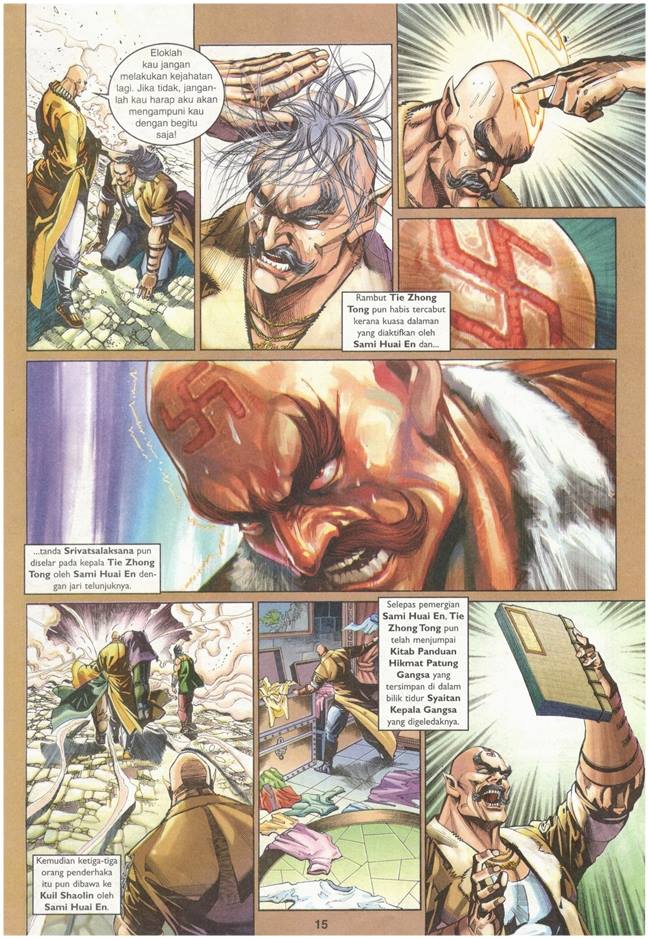 Eloklah
kau jangan
melakukan kejahatan
lagi. Jika tidak, jangan-
lah kau harap aku akan
mengampuni kau
dengan begitu
saja!
Rambut Tie Zhong
Tong pun habis tercabut
kerana kuasa dalaman
yang diaktifkan oleh
Sami Huai En dan...
...tanda Srivatsalaksana pun
diselar pada kepala Tie Zhong
Tong oleh Sami Huai En den-
gan jari telunjuknya.
Kemudian ketiga-tiga
orang penderhaka
itu pun dibawa ke
Kuil Shaolin oleh
Sami Huai En.
Selepas pemergian
Sami Huai En, Tie
Zhong Tong pun
telah menjumpai
Kitab Panduan
Hikmat Patung
Gangsa yang
tersimpan di dalam
bilik tidur Syaitan
Kepala Gangsa
yang digeledaknya.
15